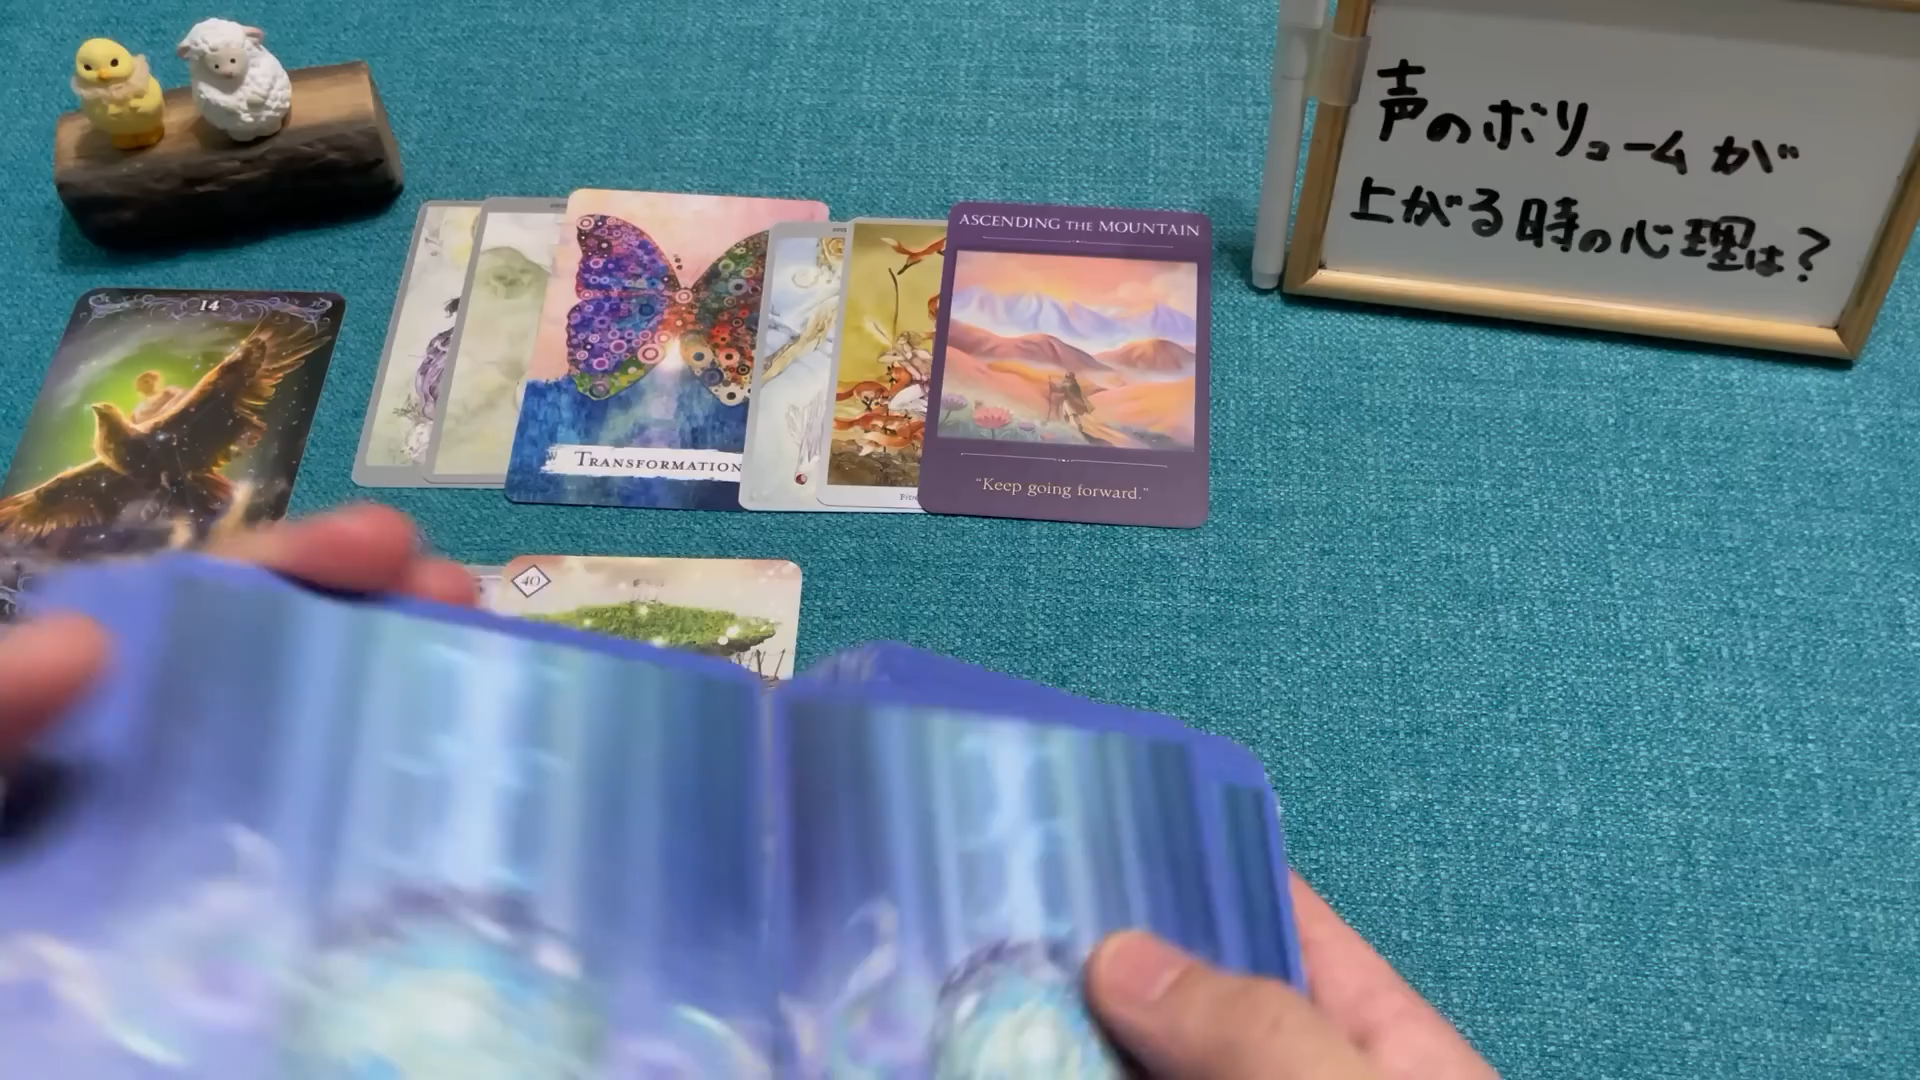 声のボリュームが
上がる時の心理は?
14
ASCENDING THE MOUNTAIN
TRANSFORMATION
"Keep going forward."
40